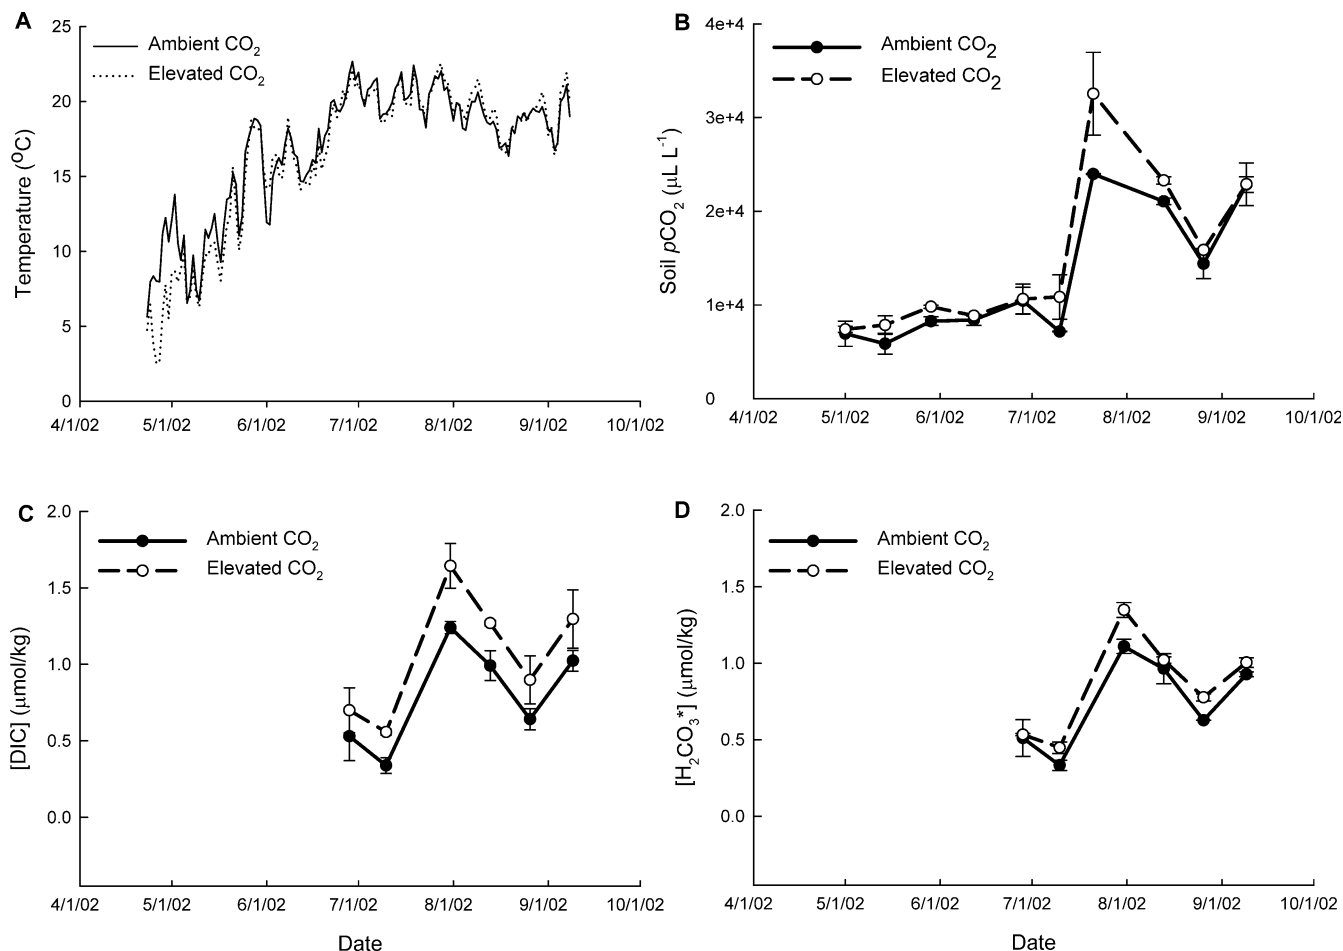 A
25
20
15
10
5
0
Temperature (⁰C)
Ambient CO₂
Elevated CO₂
4/1/02 5/1/02 6/1/02 7/1/02 8/1/02 9/1/02 10/1/02
B
4e+4
3e+4
2e+4
1e+4
0
Soil pCO₂ (μL L⁻¹)
Ambient CO₂
Elevated CO₂
4/1/02 5/1/02 6/1/02 7/1/02 8/1/02 9/1/02 10/1/02
C
2.0
1.5
1.0
0.5
0.0
[DIC] (μmol/kg)
Ambient CO₂
Elevated CO₂
4/1/02 5/1/02 6/1/02 7/1/02 8/1/02 9/1/02 10/1/02
Date
D
2.0
1.5
1.0
0.5
0.0
[H₂CO₃*] (μmol/kg)
Ambient CO₂
Elevated CO₂
4/1/02 5/1/02 6/1/02 7/1/02 8/1/02 9/1/02 10/1/02
Date